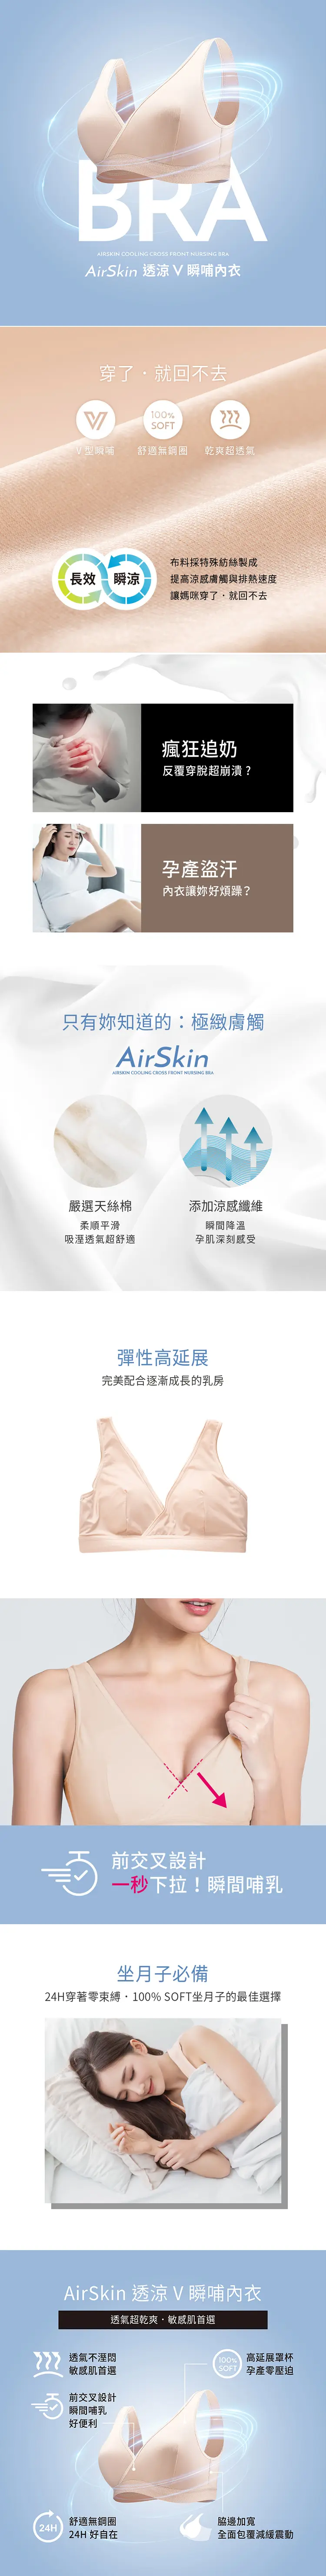 BRA
AIRSKIN COOLING CROSS FRONT NURSING BRA
AirSkin 透涼 V 瞬哺內衣
穿了．就回不去
100%
SOFT
V 型瞬哺
舒適無鋼圈
乾爽超透氣
長效
瞬涼
布料採特殊紡絲製成
提高涼感膚觸與排熱速度
讓媽咪穿了．就回不去
瘋狂追奶
反覆穿脫超崩潰？
孕產盜汗
內衣讓妳好煩躁？
只有妳知道的：極緻膚觸
AirSkin
AIRSKIN COOLING CROSS FRONT NURSING BRA
嚴選天絲棉
柔順平滑
吸溼透氣超舒適
添加涼感纖維
瞬間降溫
孕肌深刻感受
彈性高延展
完美配合逐漸成長的乳房
前交叉設計
一秒下拉！瞬間哺乳
坐月子必備
24H穿著零束縛．100% SOFT坐月子的最佳選擇
AirSkin 透涼 V 瞬哺內衣
透氣超乾爽．敏感肌首選
透氣不溼悶
敏感肌首選
100%
SOFT
高延展罩杯
孕產零壓迫
前交叉設計
瞬間哺乳
好便利
24H
舒適無鋼圈
24H 好自在
脇邊加寬
全面包覆減緩震動